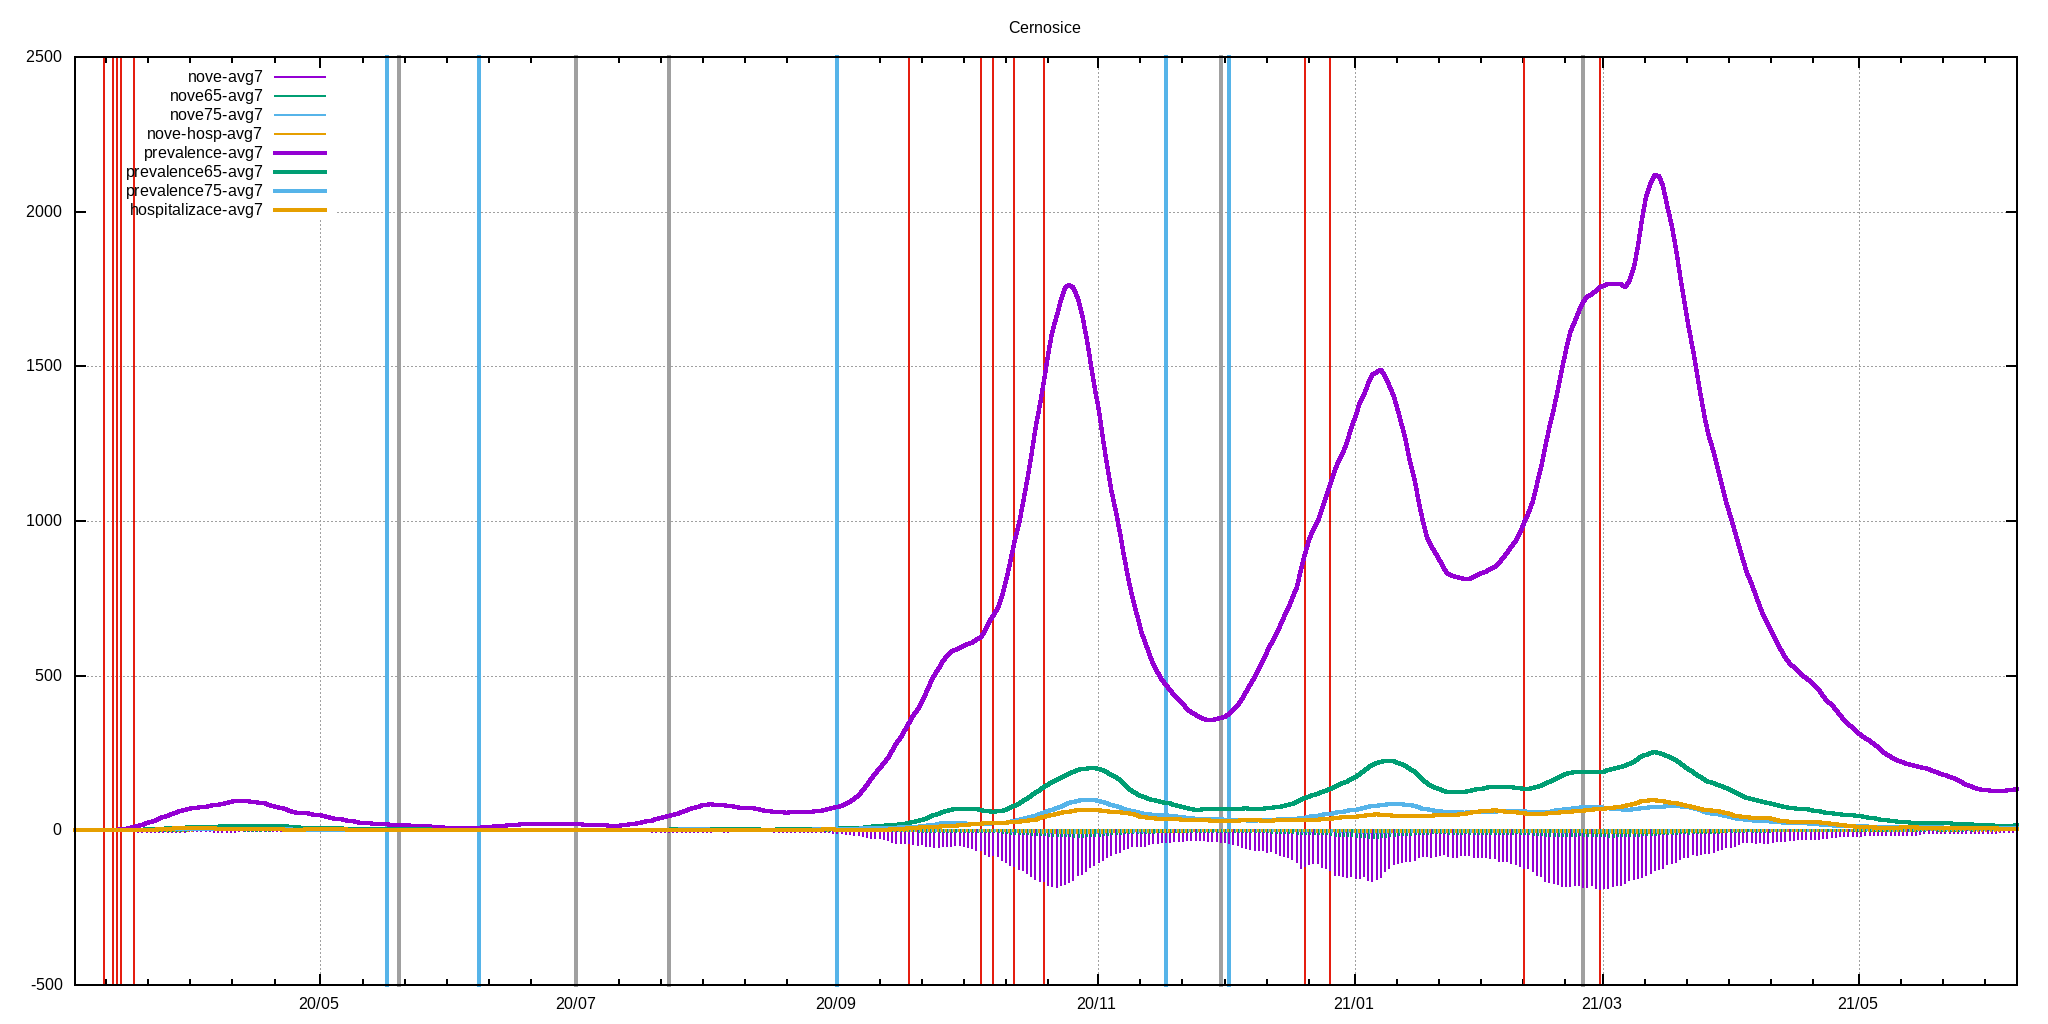 Cernosice
2500
2000
1500
1000
500
0
-500
nove-avg7
nove65-avg7
nove75-avg7
nove-hosp-avg7
prevalence-avg7
prevalence65-avg7
prevalence75-avg7
hospitalizace-avg7
20/05
20/07
20/09
20/11
21/01
21/03
21/05